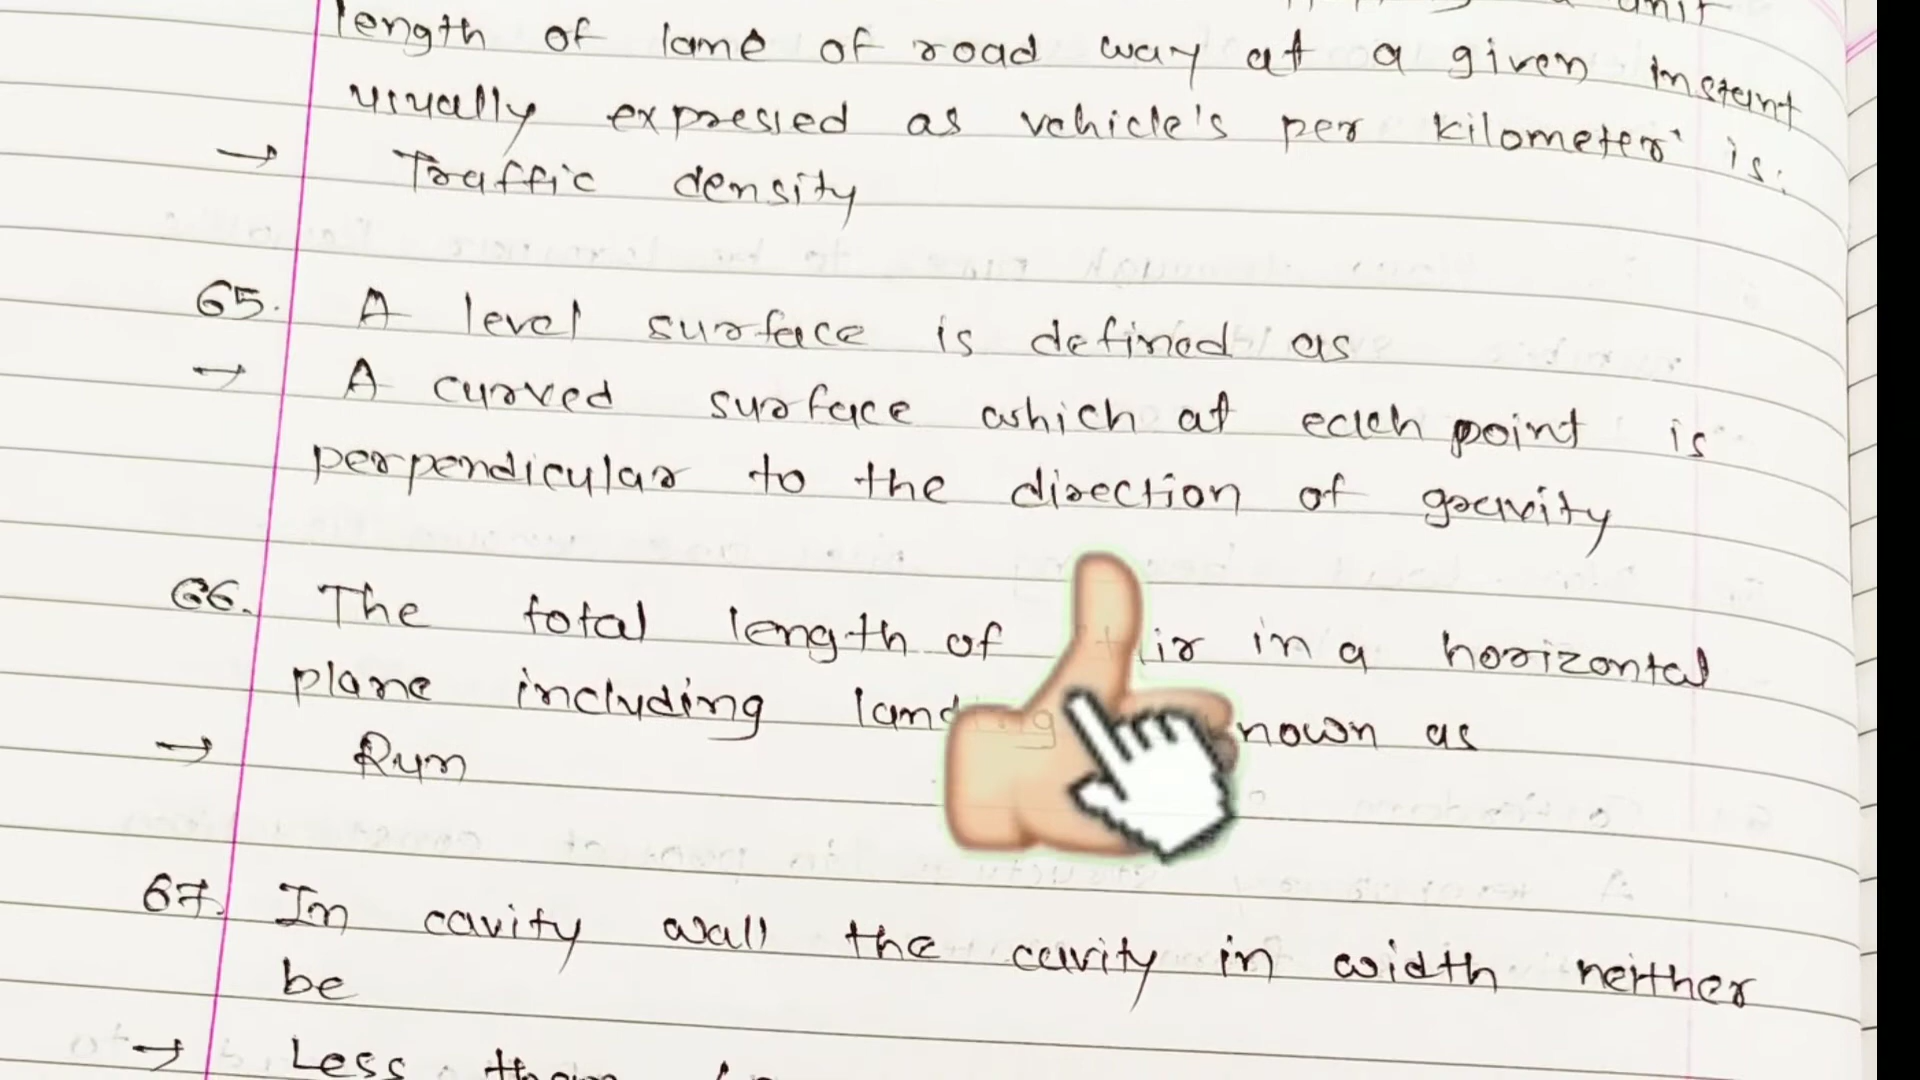 unit
length of lane of road way at a given instant
usually expressed as vehicle's per kilometer is:
→ Traffic density
65. A level surface is defined as
→ A curved surface which at each point is
perpendicular to the direction of gravity
66. The total length of in a horizontal
plane including as
→ Run
67. In cavity wall the cavity in width neither
be
→ Less than